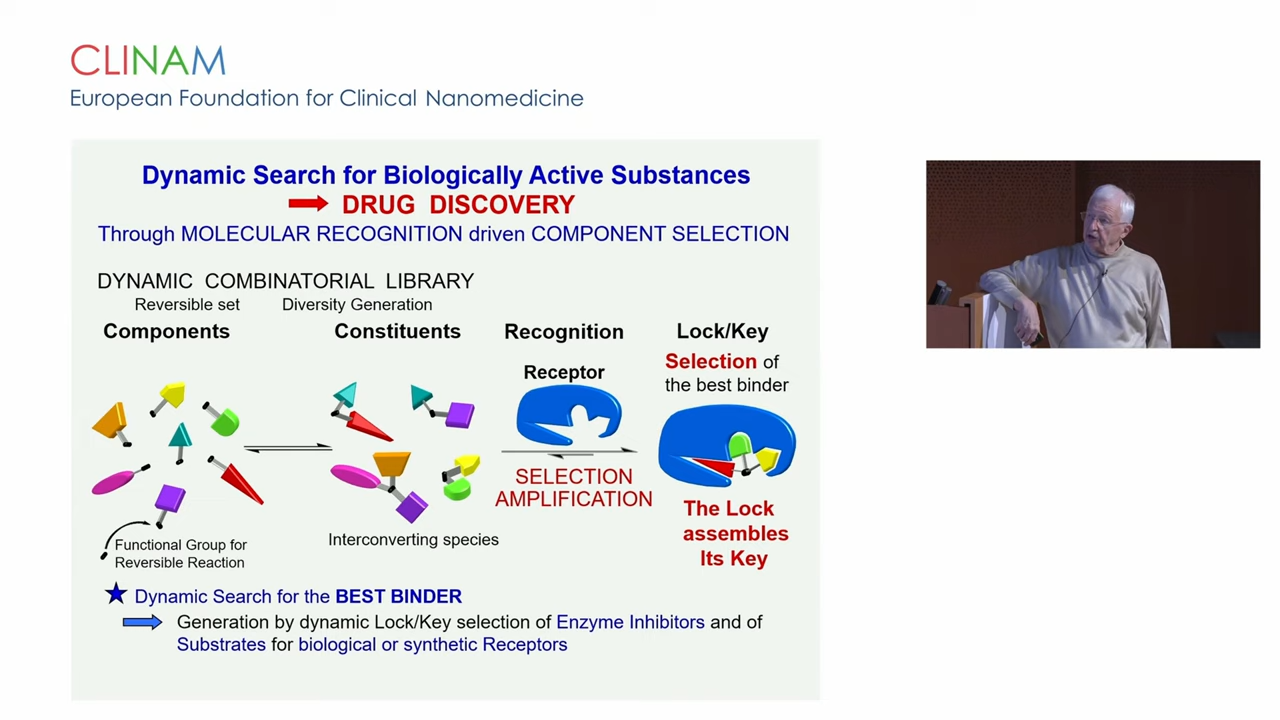 CLINAM
European Foundation for Clinical Nanomedicine
Dynamic Search for Biologically Active Substances
DRUG DISCOVERY
Through MOLECULAR RECOGNITION driven COMPONENT SELECTION
DYNAMIC COMBINATORIAL LIBRARY
Reversible set Diversity Generation
Components
Constituents
Recognition
Lock/Key
Selection of
the best binder
Receptor
SELECTION
AMPLIFICATION
The Lock
assembles
Its Key
Functional Group for
Reversible Reaction
Interconverting species
Dynamic Search for the BEST BINDER
Generation by dynamic Lock/Key selection of Enzyme Inhibitors and of
Substrates for biological or synthetic Receptors